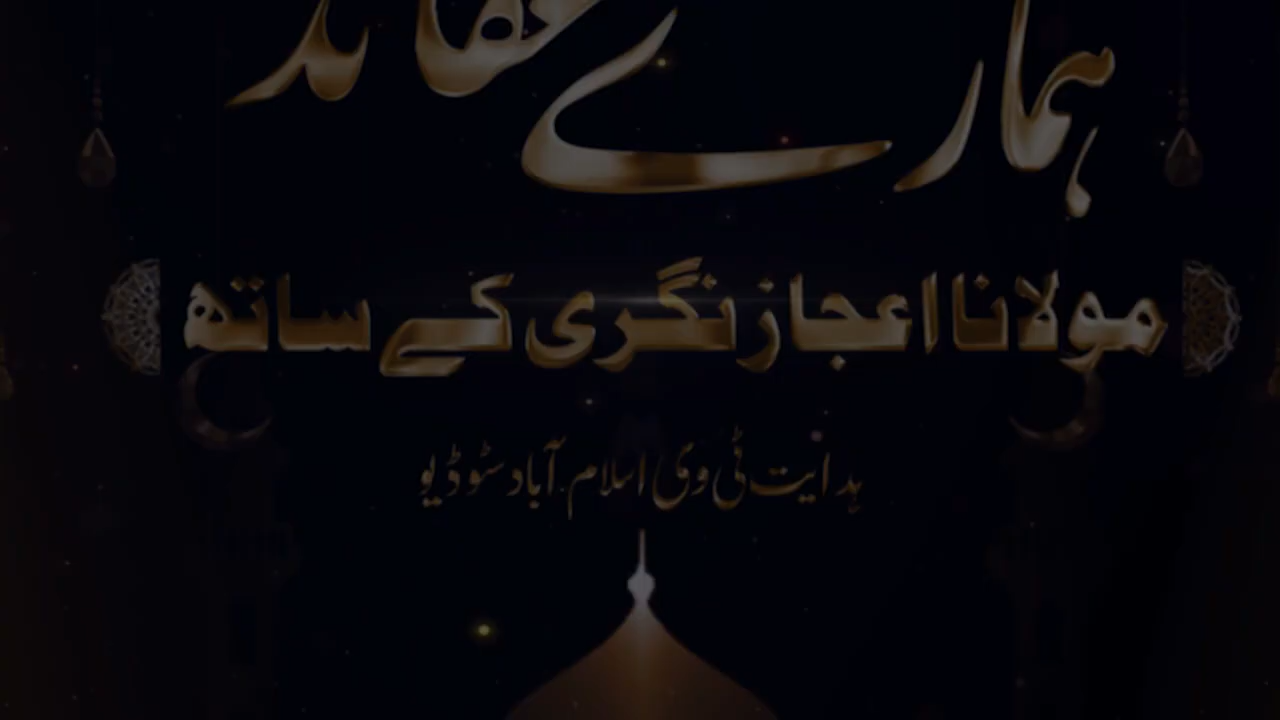 ہمارے عقائد
مولانا اعجاز نگری کے ساتھ
ہدایت ٹی وی اسلام آباد سٹوڈیو